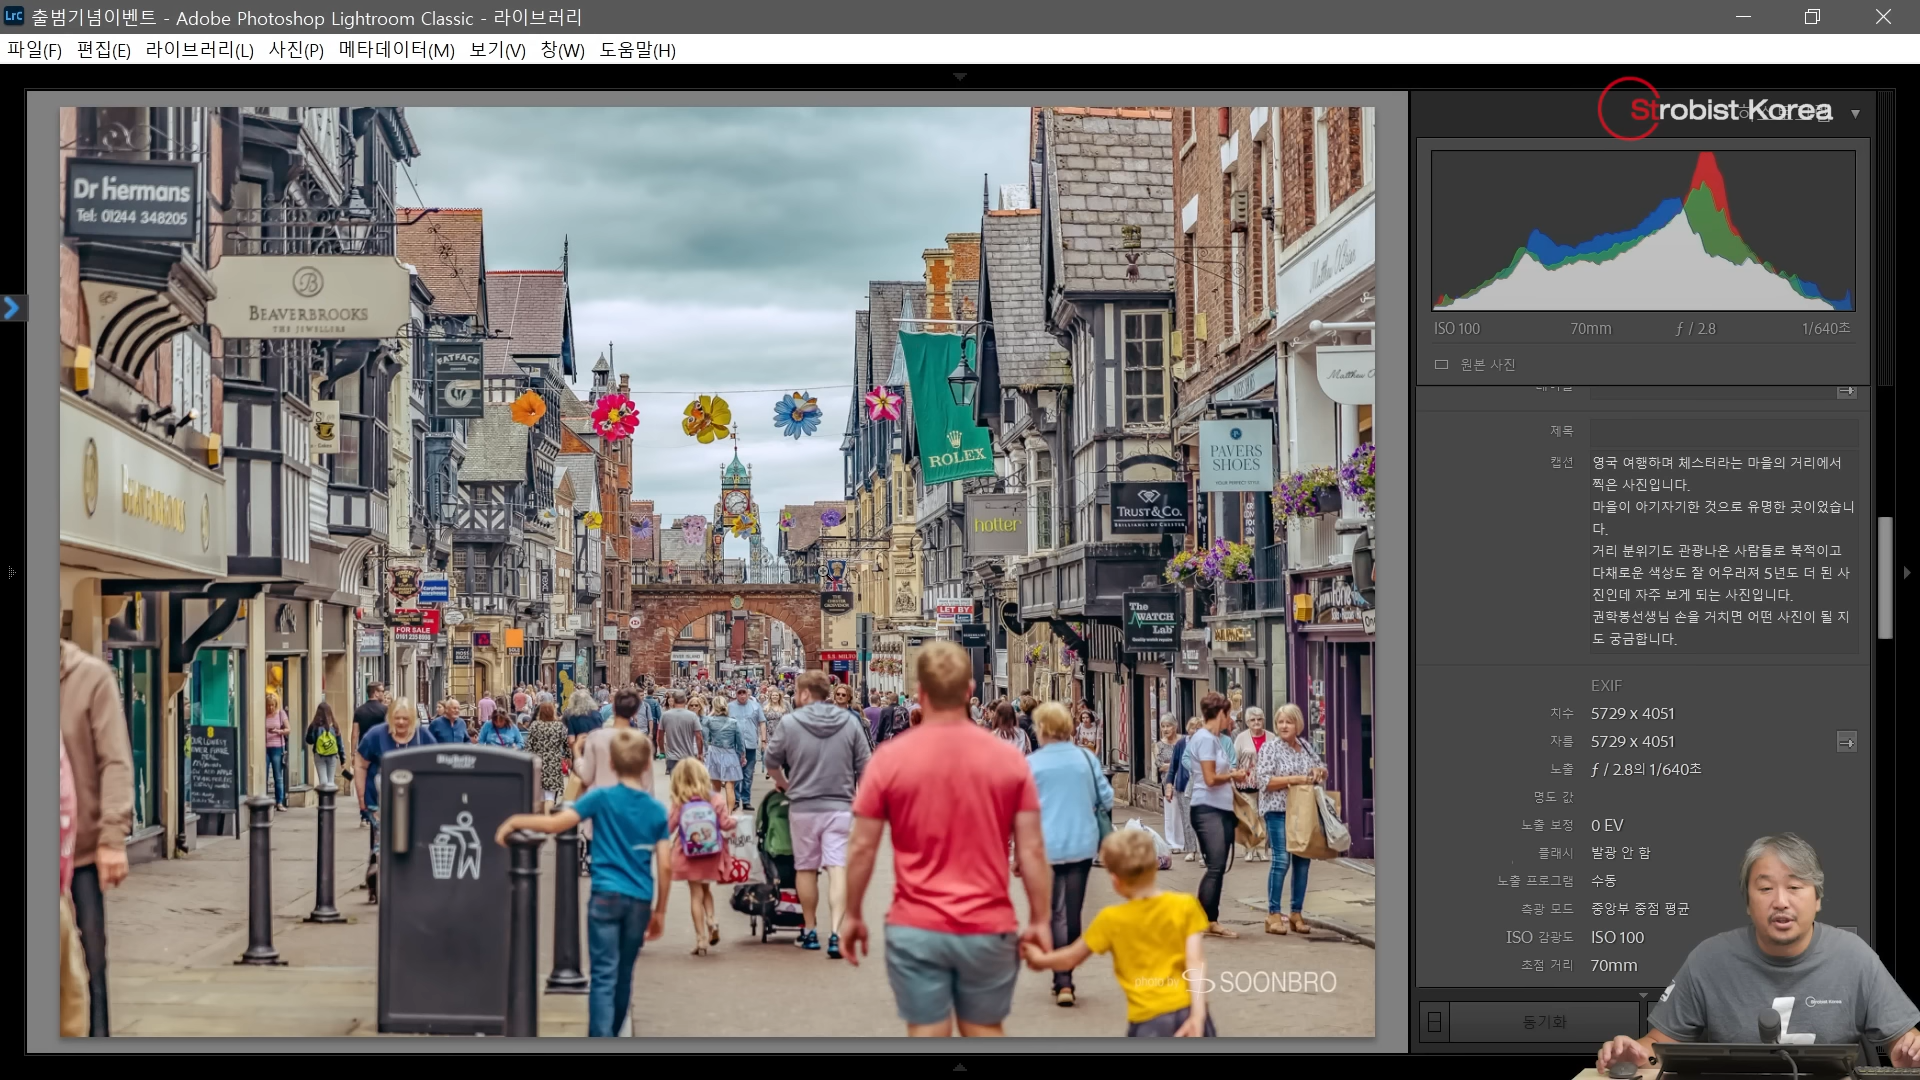 출범기념이벤트 - Adobe Photoshop Lightroom Classic - 라이브러리
파일(F) 편집(E) 라이브러리(L) 사진(P) 메타데이터(M) 보기(V) 창(W) 도움말(H)
Strobist Korea
Dr hermans
Tel: 01244 348205
B
BEAVERBROOKS
THE JEWELLERS
FATFACE
ROLEX
PAVERS
SHOES
TRUST&Co.
hotter
The
WATCH
Lab
LET BY
FOR SALE
photo by SOONBRO
ISO 100 70mm ƒ / 2.8 1/640초
원본 사진
제목
캡션 영국 여행하며 체스터라는 마을의 거리에서
찍은 사진입니다.
마을이 아기자기한 것으로 유명한 곳이었습니
다.
거리 분위기도 관광나온 사람들로 북적이고
다채로운 색상도 잘 어우러져 5년도 더 된 사
진인데 자주 보게 되는 사진입니다.
권학봉선생님 손을 거치면 어떤 사진이 될 지
도 궁금합니다.
EXIF
치수 5729 x 4051
자름 5729 x 4051
노출 ƒ / 2.8의 1/640초
명도 값
노출 보정 0 EV
플래시 발광 안 함
노출 프로그램 수동
측광 모드 중앙부 중점 평균
ISO 감광도 ISO 100
초점 거리 70mm
동기화